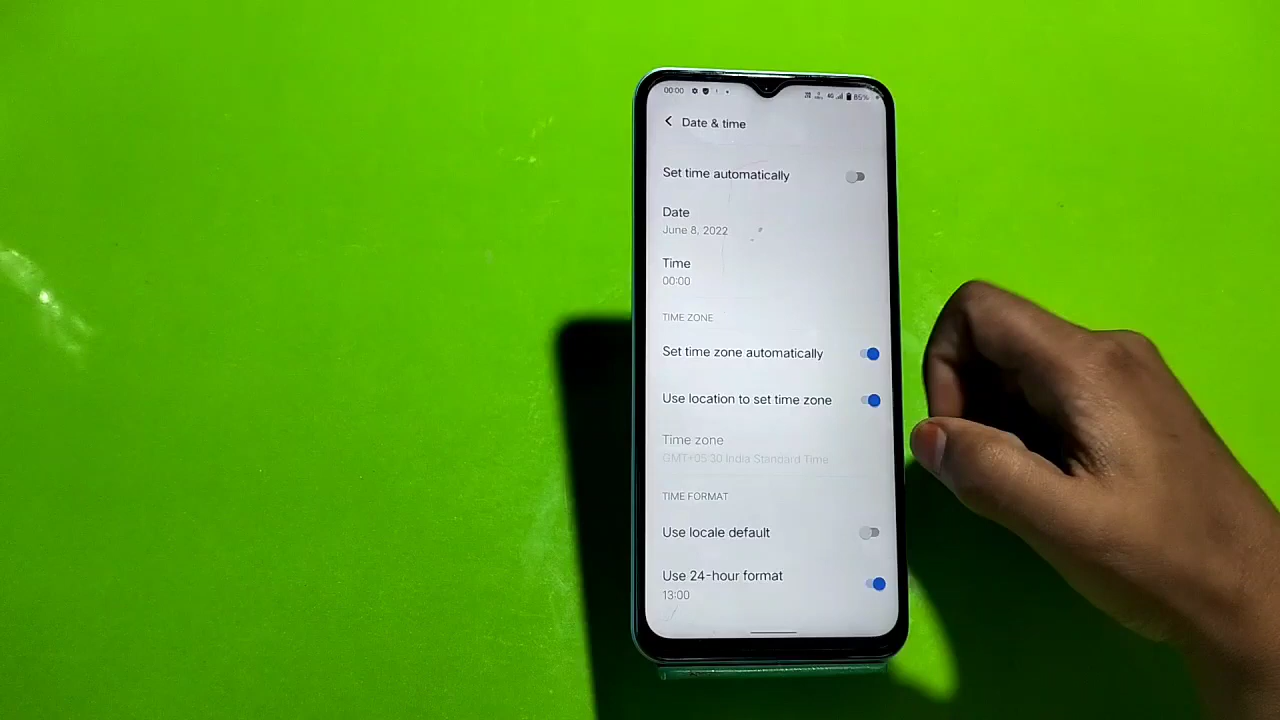 00:00
4G
85%
Date & time
Set time automatically
Date
June 8, 2022
Time
00:00
TIME ZONE
Set time zone automatically
Use location to set time zone
Time zone
GMT+05:30 India Standard Time
TIME FORMAT
Use locale default
Use 24-hour format
13:00